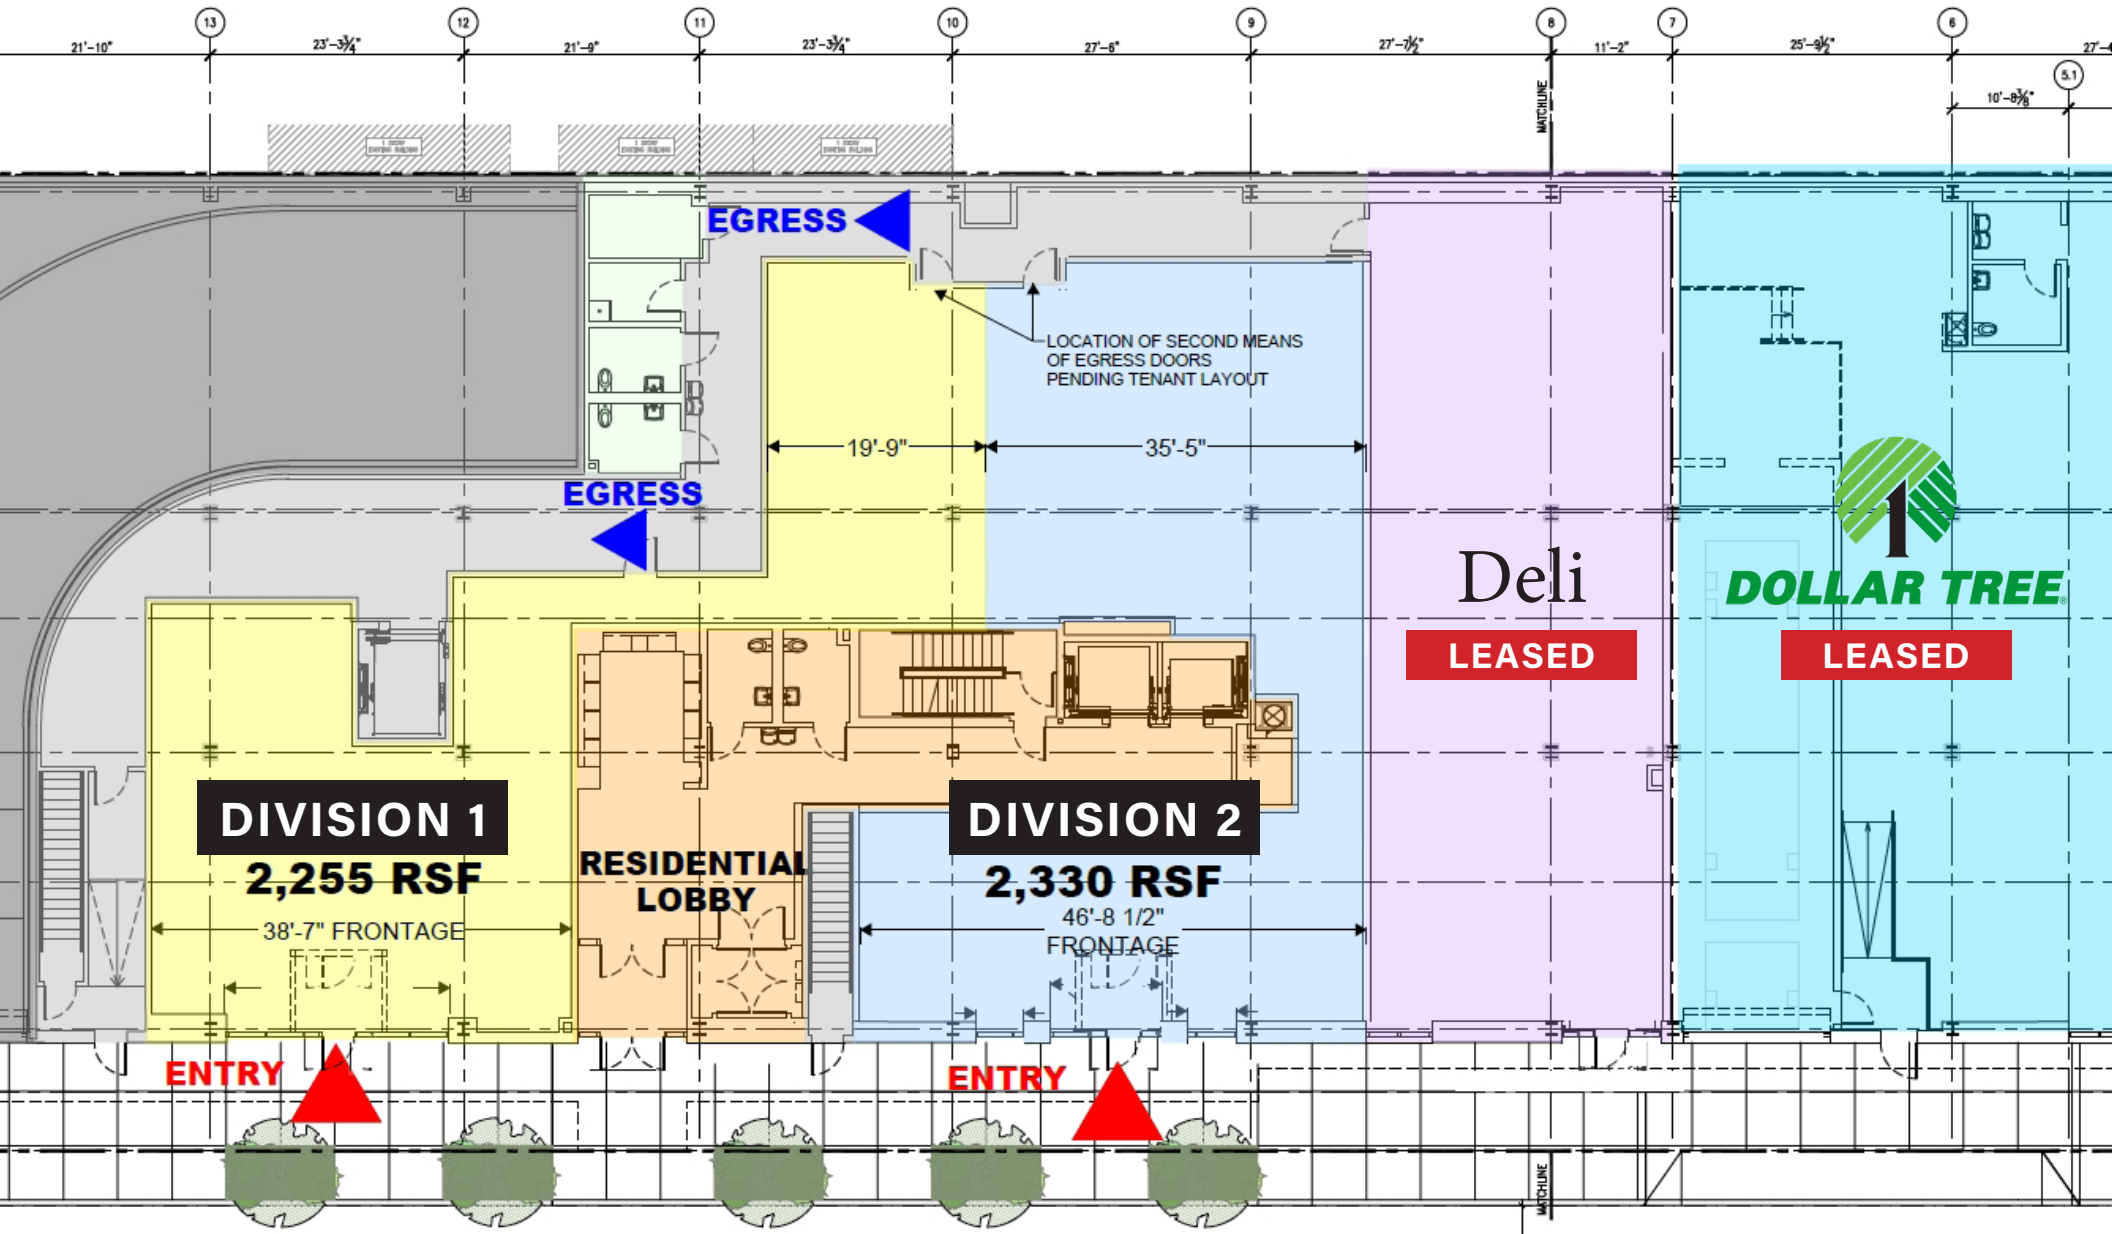 13
12
11
10
9
8
7
6
21'-10"
23'-3¾"
21'-9"
23'-3¾"
27'-6"
27'-7½"
11'-2"
25'-9½"
5.1
10'-8⅜"
MATCHLINE
EGRESS
LOCATION OF SECOND MEANS
OF EGRESS DOORS
PENDING TENANT LAYOUT
19'-9"
35'-5"
EGRESS
Deli
LEASED
DOLLAR TREE
LEASED
DIVISION 1
2,255 RSF
38'-7" FRONTAGE
RESIDENTIAL
LOBBY
DIVISION 2
2,330 RSF
46'-8 1/2"
FRONTAGE
ENTRY
ENTRY
MATCHLINE